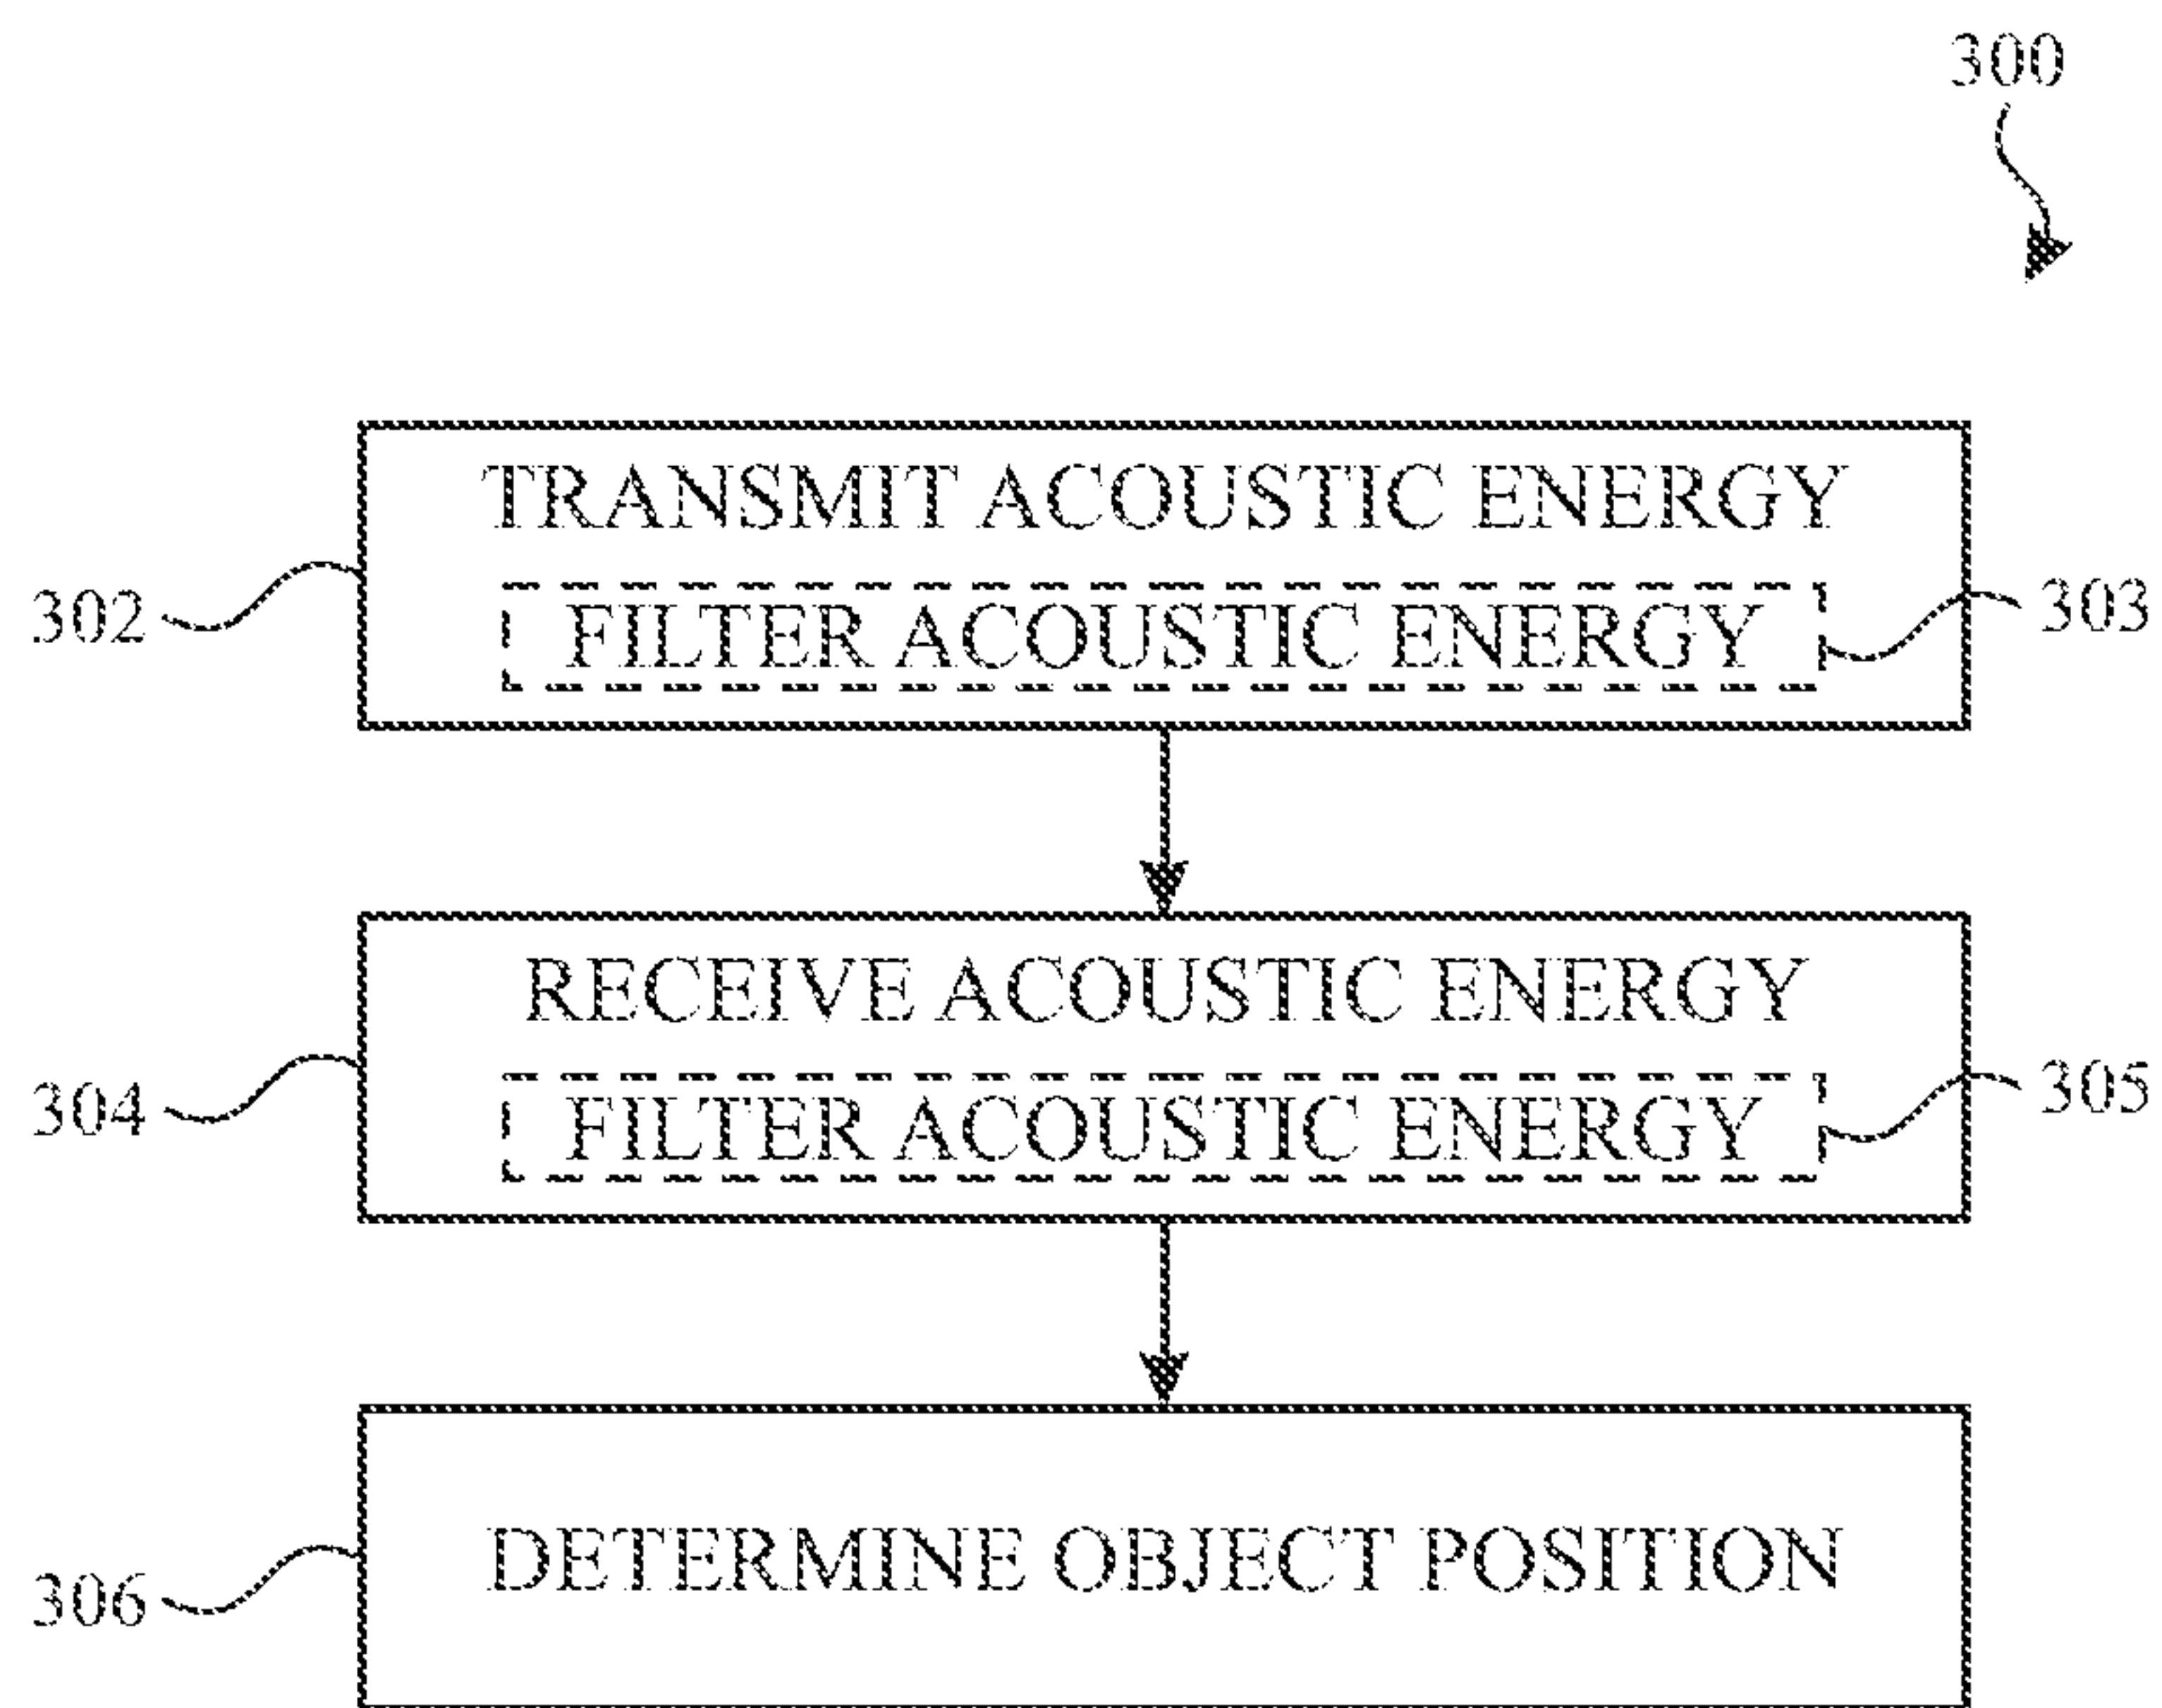 300
TRANSMIT ACOUSTIC ENERGY
302
FILTER ACOUSTIC ENERGY
303
RECEIVE ACOUSTIC ENERGY
304
FILTER ACOUSTIC ENERGY
305
DETERMINE OBJECT POSITION
306